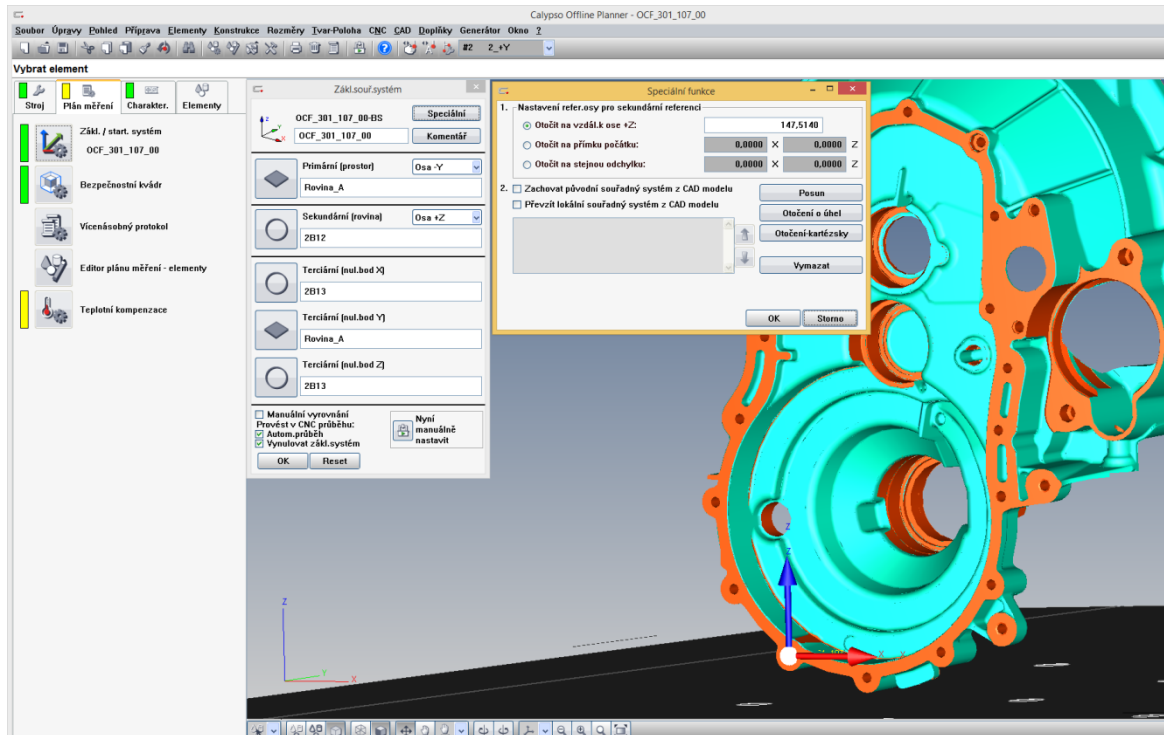 Calypso Offline Planner - OCF_301_107_00
Soubor Úpravy Pohled Příprava Elementy Konstrukce Rozměry Tvar-Poloha CNC CAD Doplňky Generátor Okno ?
#2 2_+Y
Vybrat element
Stroj
Plán měření
Charakter.
Elementy
Zákl. / start. systém
OCF_301_107_00
Bezpečnostní kvádr
Vícenásobný protokol
Editor plánu měření - elementy
Teplotní kompenzace
Zákl.souř.systém
OCF_301_107_00-BS
Speciální
OCF_301_107_00
Komentář
Primární (prostor)
Osa -Y
Rovina_A
Sekundární (rovina)
Osa +Z
2B12
Terciární (nul.bod X)
2B13
Terciární (nul.bod Y)
Rovina_A
Terciární (nul.bod Z)
2B13
Manuální vyrovnání
Provést v CNC průběhu:
Autom.průběh
Vynulovat zákl.systém
Nyní
manuálně
nastavit
OK
Reset
Speciální funkce
1. Nastavení refer.osy pro sekundární referenci
Otočit na vzdál.k ose +Z: 147,5140
Otočit na přímku počátku: 0,0000 X 0,0000 Z
Otočit na stejnou odchylku: 0,0000 X 0,0000 Z
2. Zachovat původní souřadný systém z CAD modelu
Převzít lokální souřadný systém z CAD modelu
Posun
Otočení o úhel
Otočení-kartézsky
Vymazat
OK
Storno
Z
Z
X X
Z
Y
X